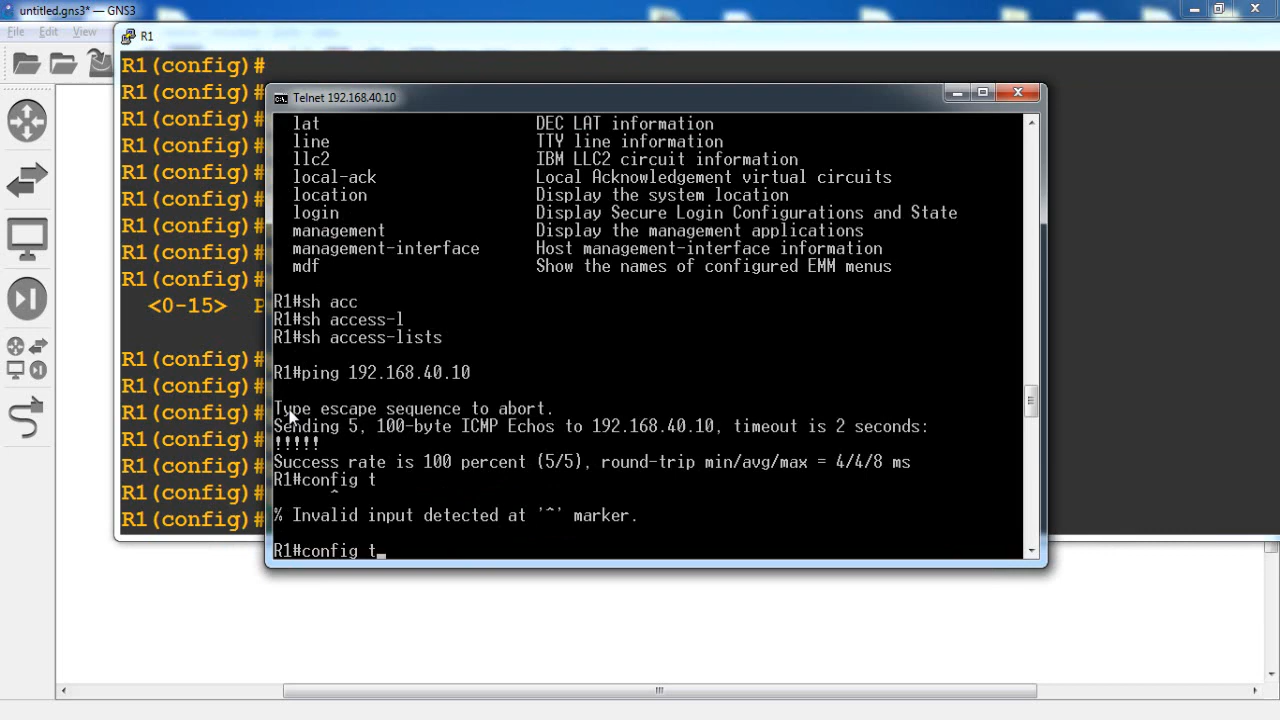 untitled.gns3* — GNS3
File Edit View
R1
R1(config)#
R1(config)#
R1(config)#
R1(config)#
R1(config)#
R1(config)#
R1(config)#
R1(config)#
R1(config)#
<0-15>
R1(config)#
R1(config)#
R1(config)#
R1(config)#
R1(config)#
R1(config)#
R1(config)#
Telnet 192.168.40.10
lat DEC LAT information
line TTY line information
llc2 IBM LLC2 circuit information
local-ack Local Acknowledgement virtual circuits
location Display the system location
login Display Secure Login Configurations and State
management Display the management applications
management-interface Host management-interface information
mdf Show the names of configured EMM menus
R1#sh acc
R1#sh access-l
R1#sh access-lists
R1#ping 192.168.40.10
Type escape sequence to abort.
Sending 5, 100-byte ICMP Echos to 192.168.40.10, timeout is 2 seconds:
!!!!!
Success rate is 100 percent (5/5), round-trip min/avg/max = 4/4/8 ms
R1#config t
^
% Invalid input detected at '^' marker.
R1#config t